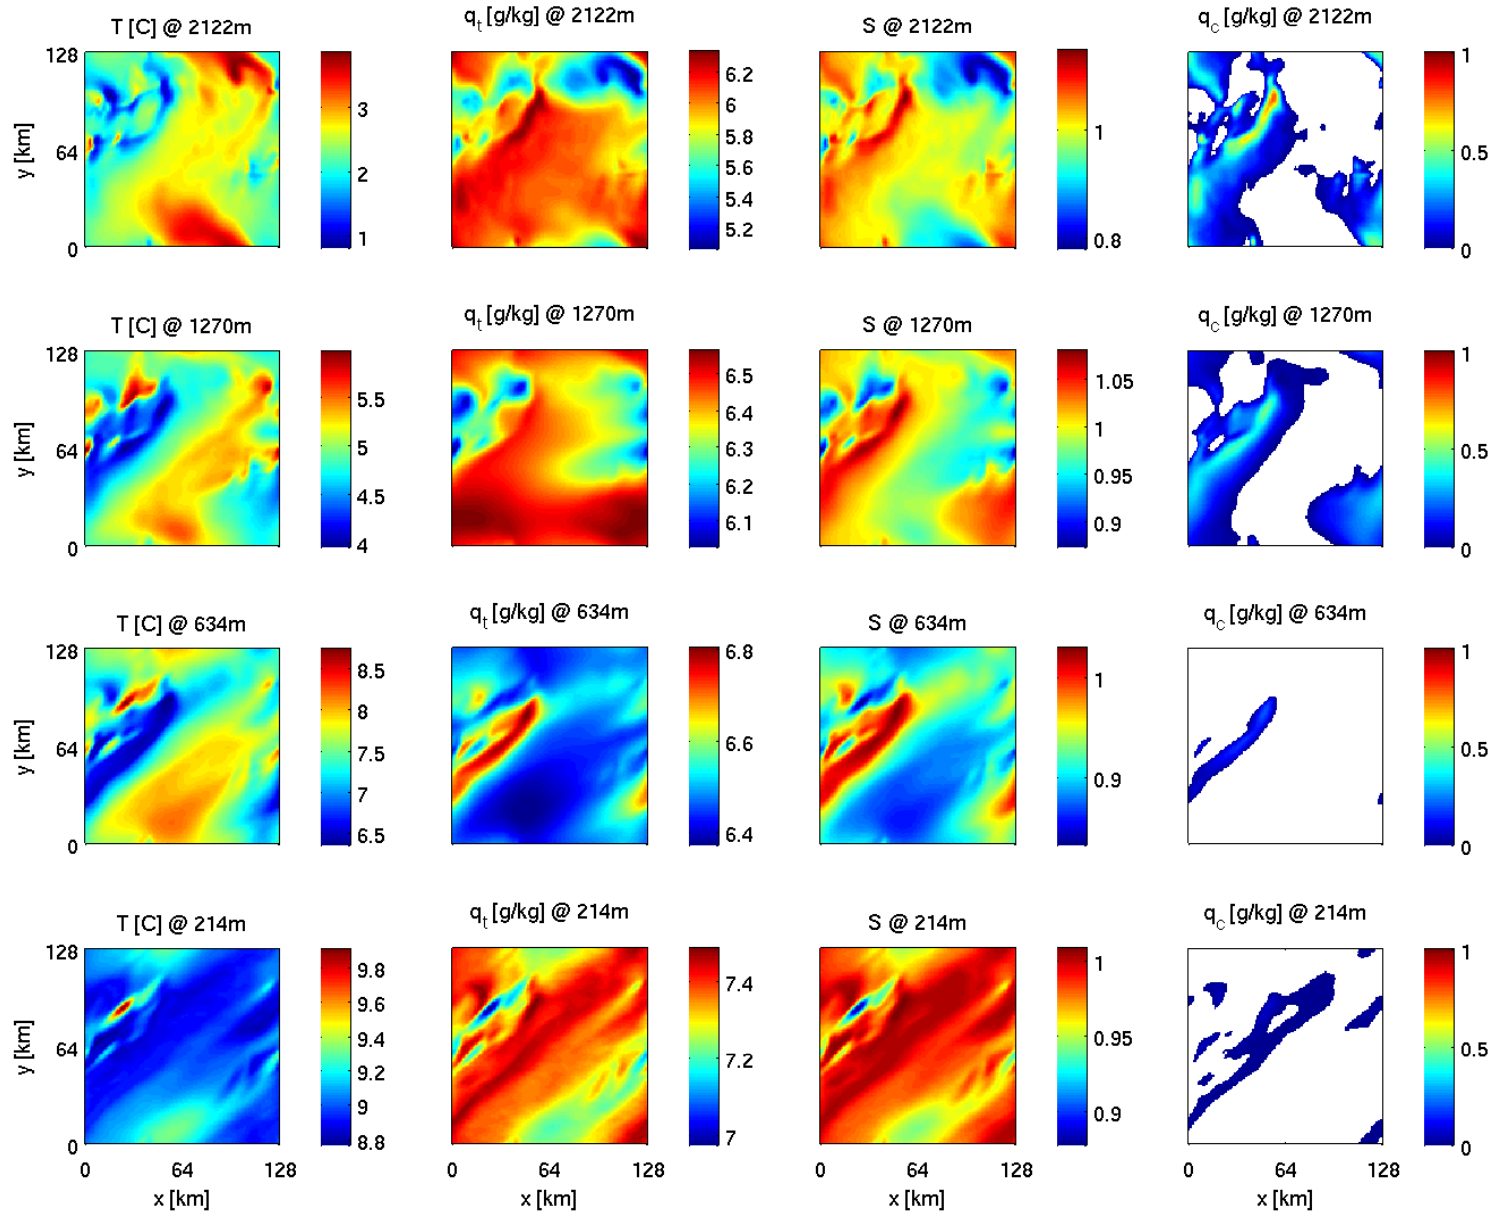 T [C] @ 2122m
q_t [g/kg] @ 2122m
S @ 2122m
q_c [g/kg] @ 2122m
128
64
0
y [km]
3
2
1
6.2
6
5.8
5.6
5.4
5.2
1
0.8
1
0.5
0
T [C] @ 1270m
q_t [g/kg] @ 1270m
S @ 1270m
q_c [g/kg] @ 1270m
128
64
0
y [km]
5.5
5
4.5
4
6.5
6.4
6.3
6.2
6.1
1.05
1
0.95
0.9
1
0.5
0
T [C] @ 634m
q_t [g/kg] @ 634m
S @ 634m
q_c [g/kg] @ 634m
128
64
0
y [km]
8.5
8
7.5
7
6.5
6.8
6.6
6.4
1
0.9
1
0.5
0
T [C] @ 214m
q_t [g/kg] @ 214m
S @ 214m
q_c [g/kg] @ 214m
128
64
0
y [km]
9.8
9.6
9.4
9.2
9
8.8
7.4
7.2
7
1
0.95
0.9
1
0.5
0
0 64 128
0 64 128
0 64 128
0 64 128
x [km]
x [km]
x [km]
x [km]